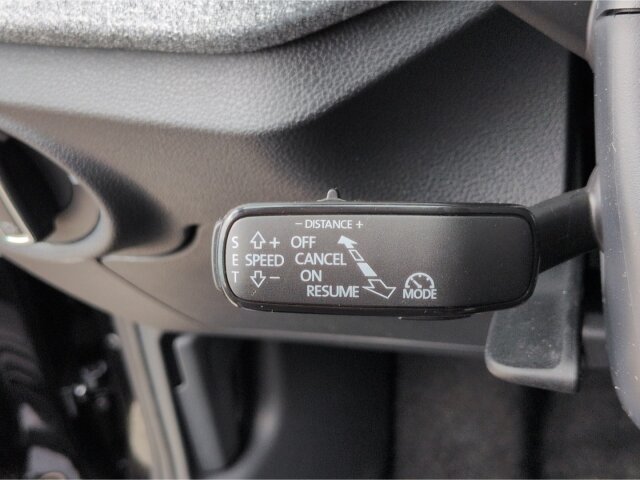 – DISTANCE +
S + OFF
E SPEED CANCEL
T – ON
RESUME MODE